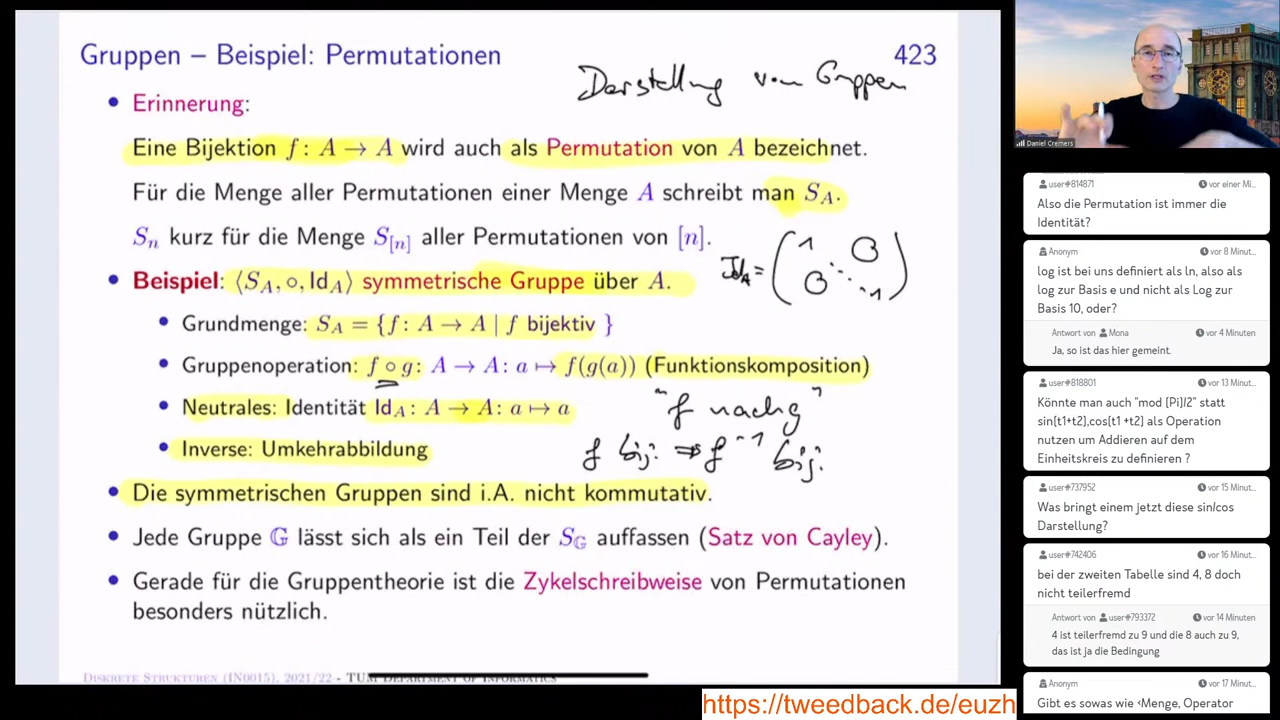 Gruppen – Beispiel: Permutationen
423
Darstellung von Gruppen
• Erinnerung:
Eine Bijektion f: A → A wird auch als Permutation von A bezeichnet.
Für die Menge aller Permutationen einer Menge A schreibt man S_A.
S_n kurz für die Menge S_[n] aller Permutationen von [n].
Id_A = ( 1 0 ⋱ 0 1 )
• Beispiel: ⟨S_A, ∘, Id_A⟩ symmetrische Gruppe über A.
• Grundmenge: S_A = {f: A → A | f bijektiv }
• Gruppenoperation: f ∘ g: A → A: a ↦ f(g(a)) (Funktionskomposition)
• Neutrales: Identität Id_A: A → A: a ↦ a
"f nach g"
• Inverse: Umkehrabbildung
f bij. ⇒ f⁻¹ bij.
• Die symmetrischen Gruppen sind i.A. nicht kommutativ.
• Jede Gruppe 𝔾 lässt sich als ein Teil der S_𝔾 auffassen (Satz von Cayley).
• Gerade für die Gruppentheorie ist die Zykelschreibweise von Permutationen
besonders nützlich.
Diskrete Strukturen (IN0015), 2021/22 - TUM Department of Informatics
Daniel Cremers
user#814871 vor einer Mi...
Also die Permutation ist immer die
Identität?
Anonym vor 8 Minut...
log ist bei uns definiert als ln, also als
log zur Basis e und nicht als Log zur
Basis 10, oder?
Antwort von Mona vor 4 Minuten
Ja, so ist das hier gemeint.
user#818801 vor 13 Minut...
Könnte man auch "mod [Pi]/2" statt
sin[t1+t2),cos[t1 +t2] als Operation
nutzen um Addieren auf dem
Einheitskreis zu definieren ?
user#737952 vor 15 Minut...
Was bringt einem jetzt diese sin/cos
Darstellung?
user#742406 vor 16 Minut...
bei der zweiten Tabelle sind 4, 8 doch
nicht teilerfremd
Antwort von user#793372 vor 14 Minuten
4 ist teilerfremd zu 9 und die 8 auch zu 9,
das ist ja die Bedingung
Anonym vor 17 Minut...
Gibt es sowas wie <Menge, Operator
https://tweedback.de/euzh